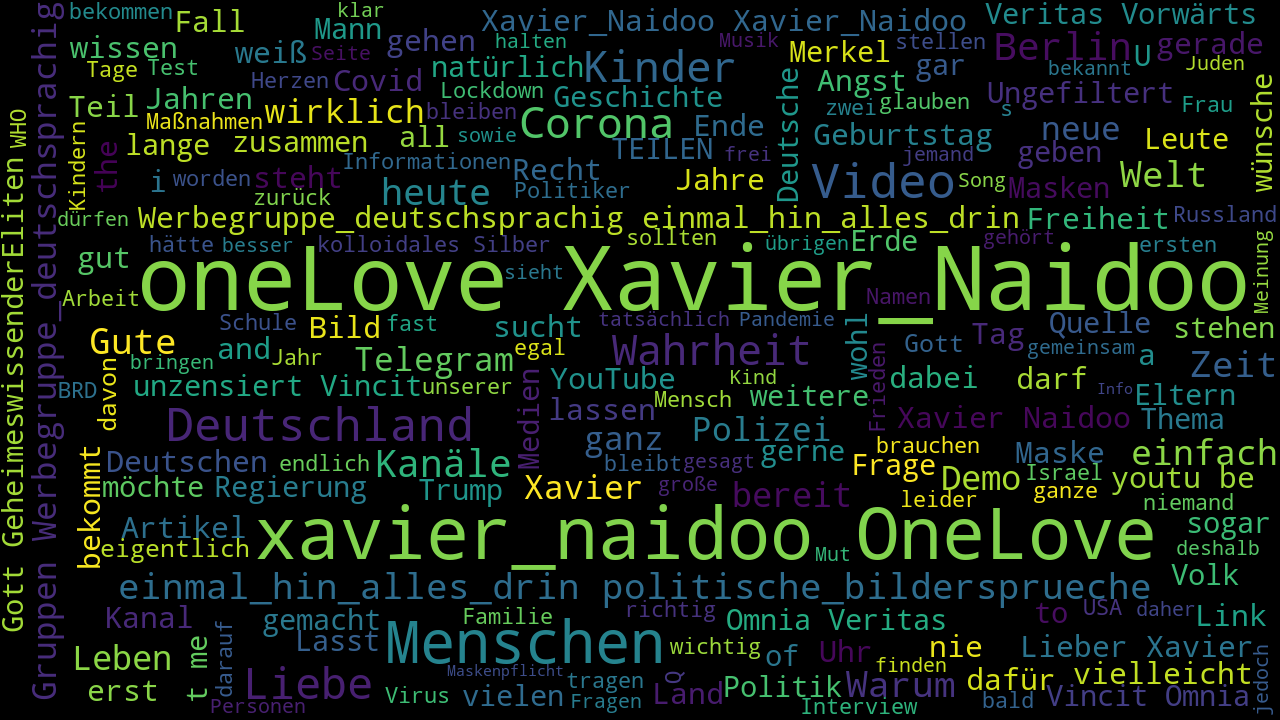 bekommen Fall Mann klar gehen Xavier_Naidoo Xavier_Naidoo Veritas Vorwärts
wissen weiß Seite halten Musik Merkel stellen Berlin U gerade
Tage Test Herzen Covid natürlich Kinder Angst gar bekannt Juden
Teil Jahren wirklich Lockdown Geschichte Deutsche zwei glauben Ungefiltert Frau
Maßnahmen bleiben Corona Ende Geburtstag s neue Leute wünsche
Kindern lange zusammen all sowie TEILEN frei jemand geben
the i worden steht Informationen Recht Jahre Video Song Masken Welt
zurück heute Politiker
dürfen Werbegruppe_deutschsprachig_einmal_hin_alles_drin Freiheit Russland
gut hätte besser kolloidales Silber sollten übrigen Erde gehört ersten
oneLove Xavier_Naidoo
sieht
Arbeit Namen Meinung
Gute Schule Bild fast sucht tatsächlich Pandemie wohl Quelle stehen
bringen and Jahr Telegram egal Wahrheit Frieden Gott Tag gemeinsam a Zeit
BRD davon unzensiert Vincit unserer YouTube Kind dabei darf Info Eltern
Deutschland Medien lassen Mensch weitere Xavier Naidoo Thema
Deutschen endlich Kanäle ganz Polizei gerne brauchen Maske einfach
bekommt möchte Regierung Trump bleibt gesagt Frage Demo Israel youtu be
Xavier große bereit leider ganze niemand
Artikel xavier_naidoo OneLove sogar
eigentlich Mut deshalb
einmal_hin_alles_drin politische_bildersprueche Volk
Kanal gemacht Familie richtig Omnia Veritas to USA daher Link
Lasst Menschen wichtig of Uhr nie Lieber Xavier
Leben t me darauf Maskenpflicht tragen Q finden dafür vielleicht jedoch
erst Liebe Virus vielen Fragen Land Politik Warum bald Vincit Omnia
Personen Interview
Gott GeheimeswissenderEliten WHO
Gruppen Werbegruppe_deutschsprachig